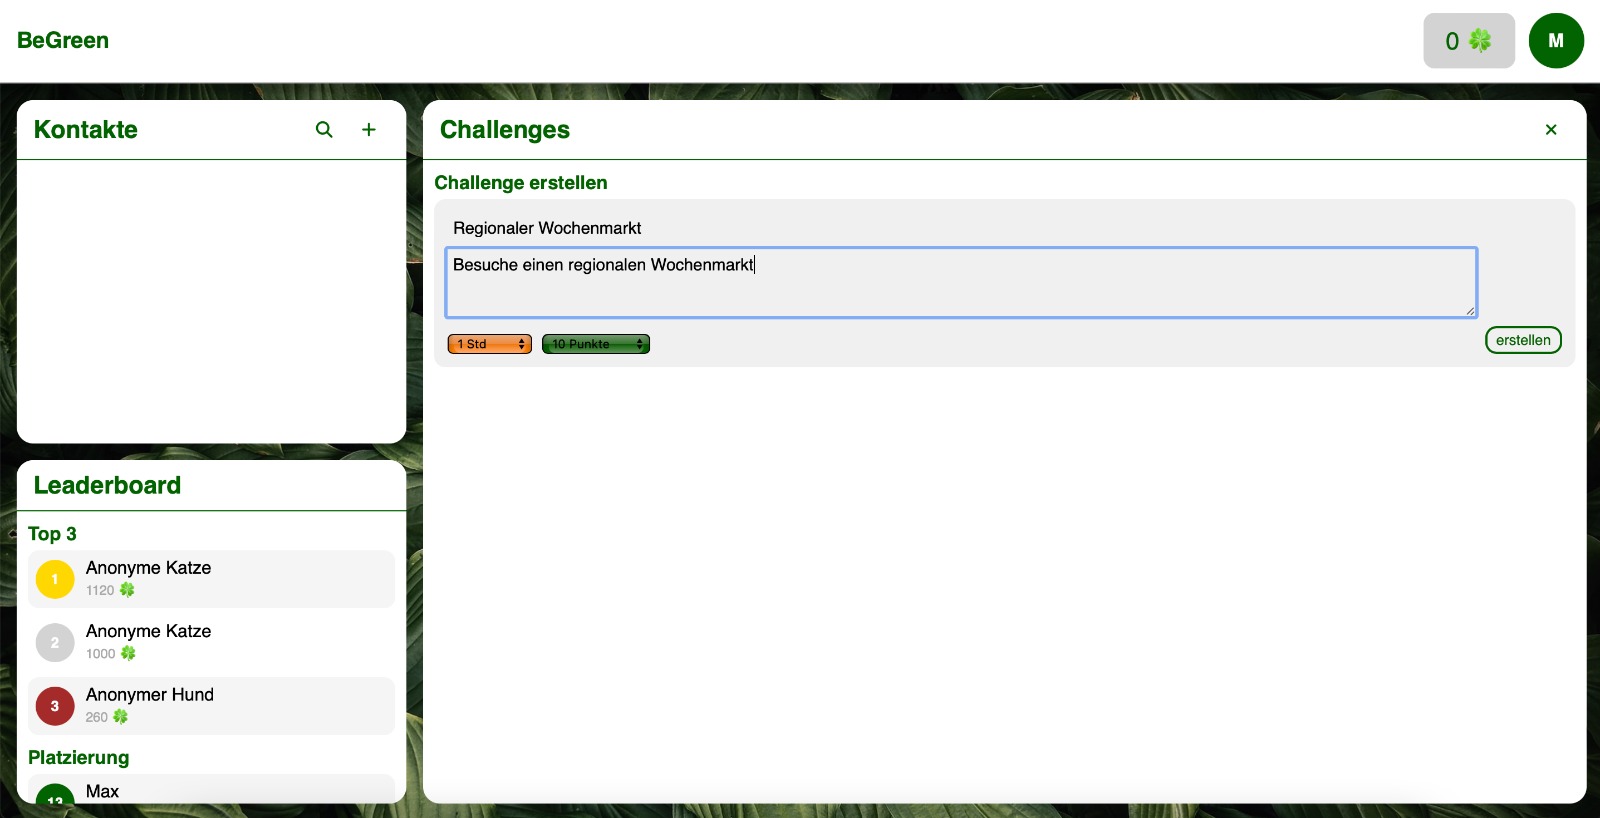 BeGreen
0
M
Kontakte
Challenges
Challenge erstellen
Regionaler Wochenmarkt
Besuche einen regionalen Wochenmarkt
1 Std
10 Punkte
erstellen
Leaderboard
Top 3
1
Anonyme Katze
1120
2
Anonyme Katze
1000
3
Anonymer Hund
260
Platzierung
13
Max